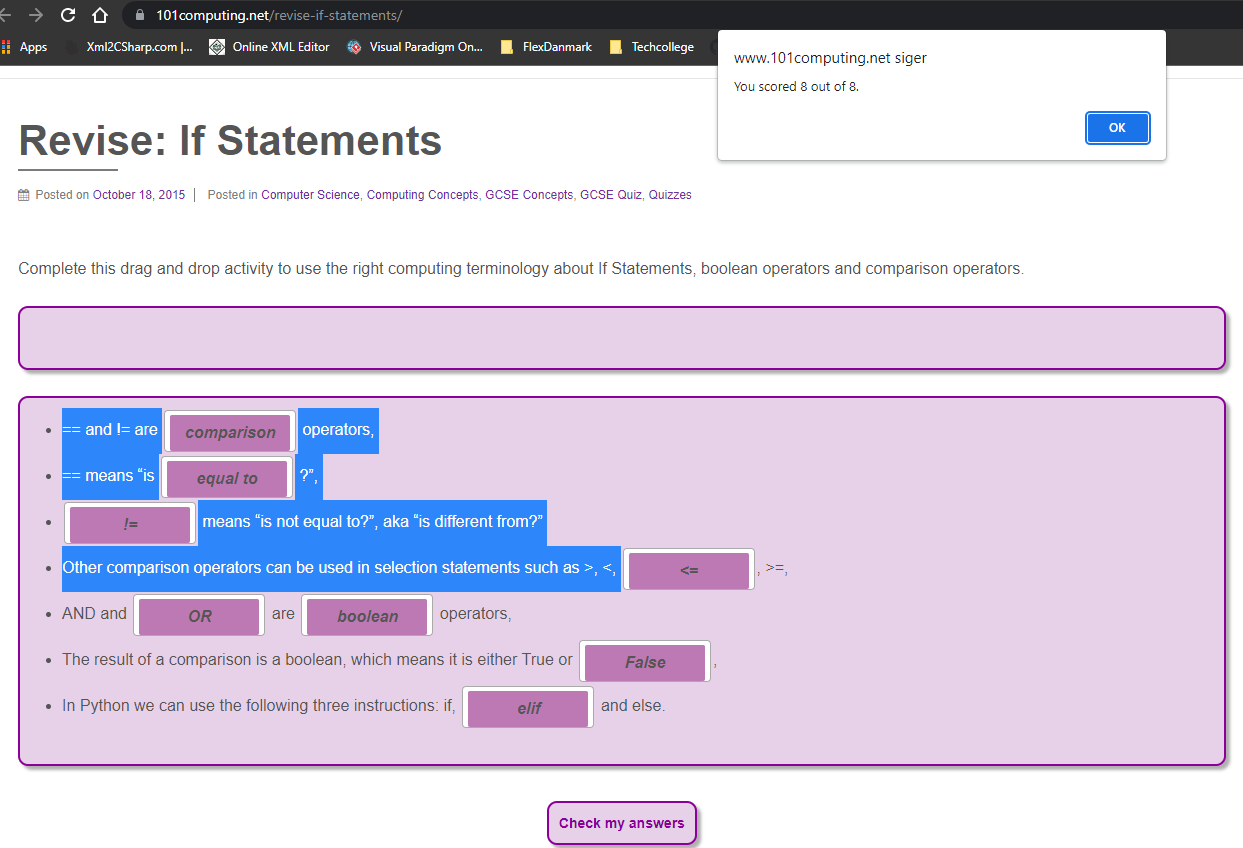 101computing.net/revise-if-statements/
Apps Xml2CSharp.com |... Online XML Editor Visual Paradigm On... FlexDanmark Techcollege
www.101computing.net siger
You scored 8 out of 8.
OK
Revise: If Statements
Posted on October 18, 2015 | Posted in Computer Science, Computing Concepts, GCSE Concepts, GCSE Quiz, Quizzes
Complete this drag and drop activity to use the right computing terminology about If Statements, boolean operators and comparison operators.
• == and != are comparison operators,
• == means “is equal to ?”,
• != means “is not equal to?”, aka “is different from?”
• Other comparison operators can be used in selection statements such as >, <, <= , >=,
• AND and OR are boolean operators,
• The result of a comparison is a boolean, which means it is either True or False ,
• In Python we can use the following three instructions: if, elif and else.
Check my answers